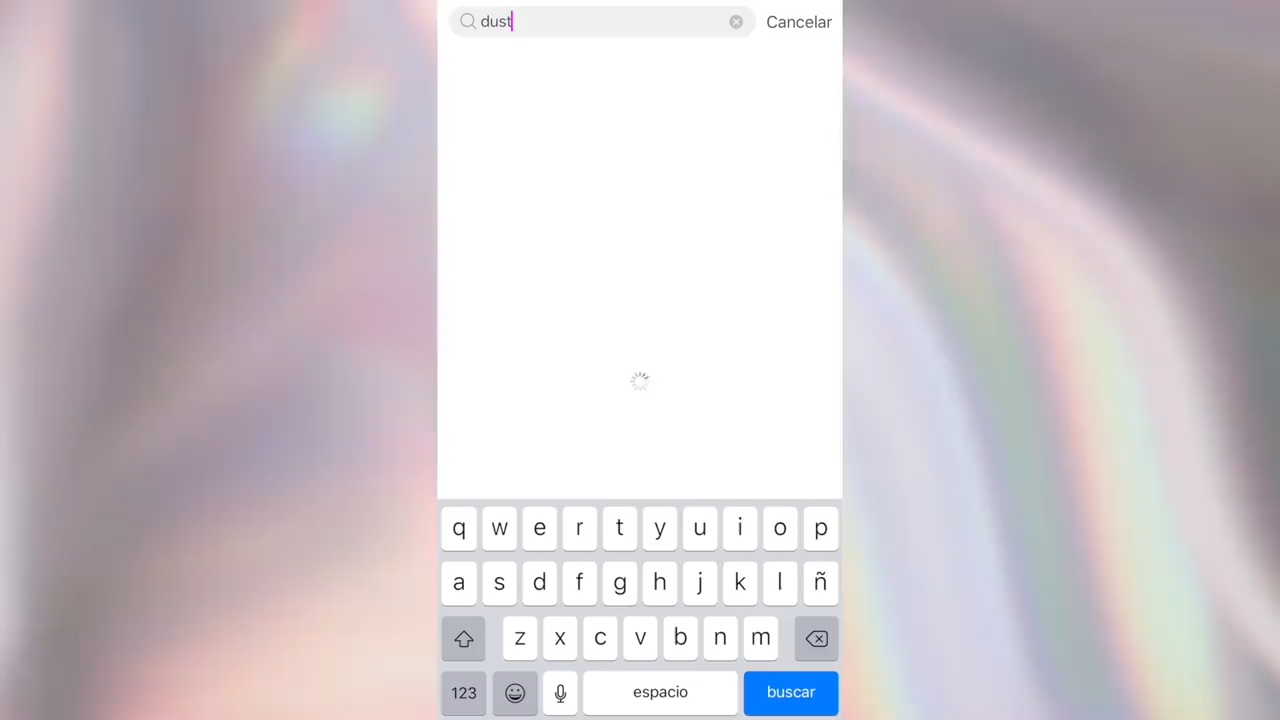 dust
Cancelar
q w e r t y u i o p
a s d f g h j k l ñ
z x c v b n m
123 espacio buscar